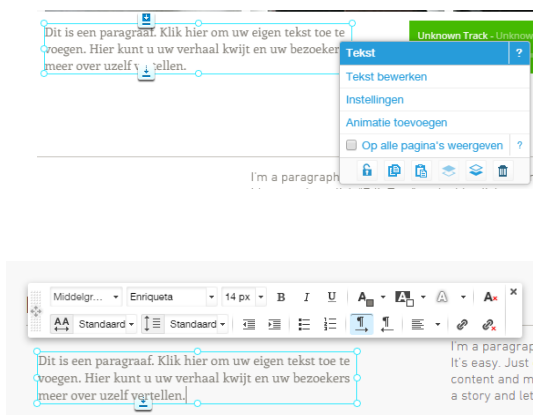 Dit is een paragraaf. Klik hier om uw eigen tekst toe te
voegen. Hier kunt u uw verhaal kwijt en uw bezoekers
meer over uzelf vertellen.
Unknown Track - Unknow
Tekst ?
Tekst bewerken
Instellingen
Animatie toevoegen
Op alle pagina's weergeven ?
I'm a paragraph
Middelgr... Enriqueta 14 px B I U A A A A×
AA Standaard Standaard
Dit is een paragraaf. Klik hier om uw eigen tekst toe te
voegen. Hier kunt u uw verhaal kwijt en uw bezoekers
meer over uzelf vertellen.
I'm a paragrap
It's easy. Just
content and m
a story and let